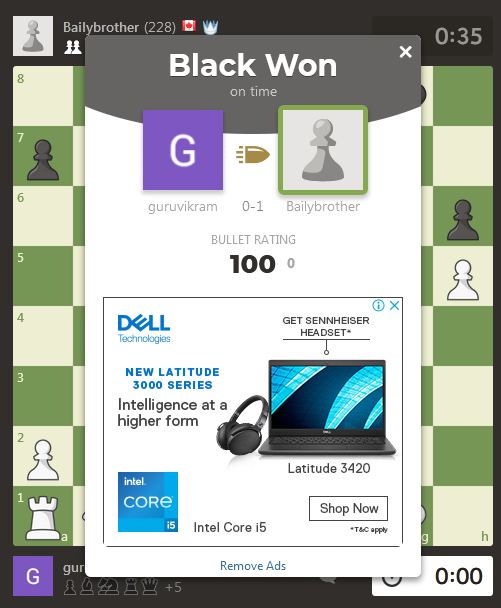 Bailybrother (228)
0:35
Black Won
on time
G
guruvikram
0-1
Bailybrother
BULLET RATING
100 0
DELL
Technologies
GET SENNHEISER
HEADSET*
NEW LATITUDE
3000 SERIES
Intelligence at a
higher form
Latitude 3420
intel.
CORE
i5
Intel Core i5
Shop Now
*T&C apply
Remove Ads
8
7
6
5
4
3
2
1
a
g
h
G
gur
+5
0:00